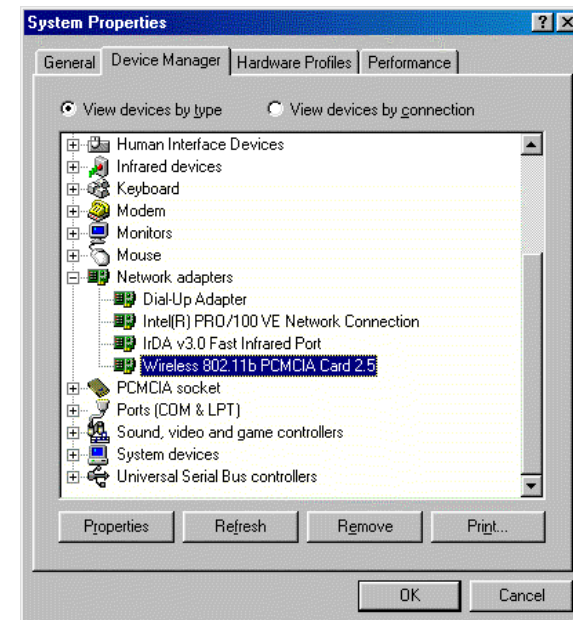 System Properties
General Device Manager Hardware Profiles Performance
View devices by type View devices by connection
Human Interface Devices
Infrared devices
Keyboard
Modem
Monitors
Mouse
Network adapters
Dial-Up Adapter
Intel(R) PRO/100 VE Network Connection
IrDA v3.0 Fast Infrared Port
Wireless 802.11b PCMCIA Card 2.5
PCMCIA socket
Ports (COM & LPT)
Sound, video and game controllers
System devices
Universal Serial Bus controllers
Properties Refresh Remove Print...
OK Cancel